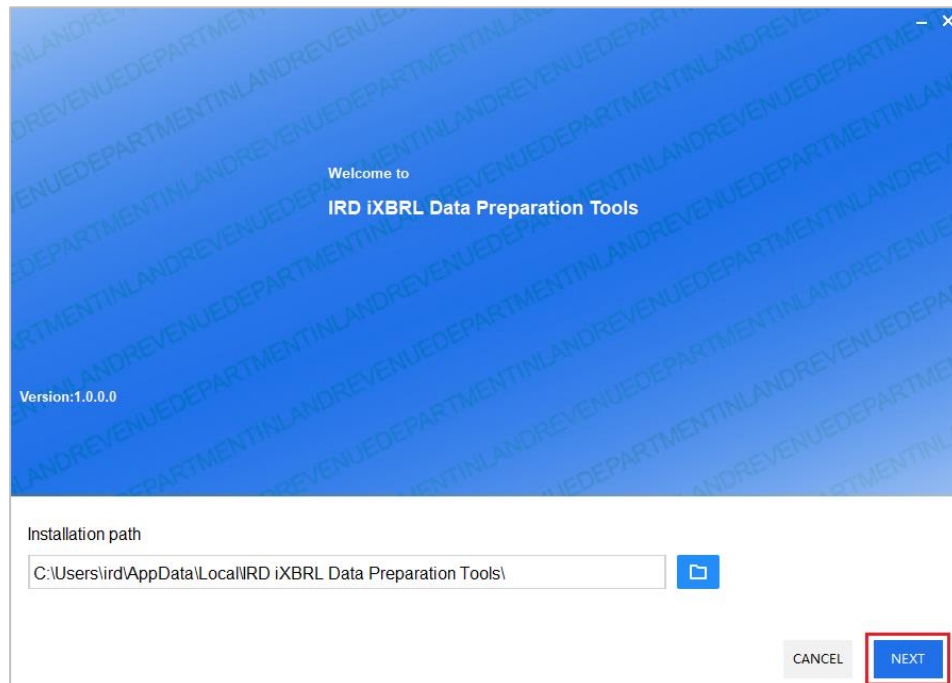 Welcome to
IRD iXBRL Data Preparation Tools
Version:1.0.0.0
Installation path
C:\Users\ird\AppData\Local\IRD iXBRL Data Preparation Tools\
CANCEL
NEXT